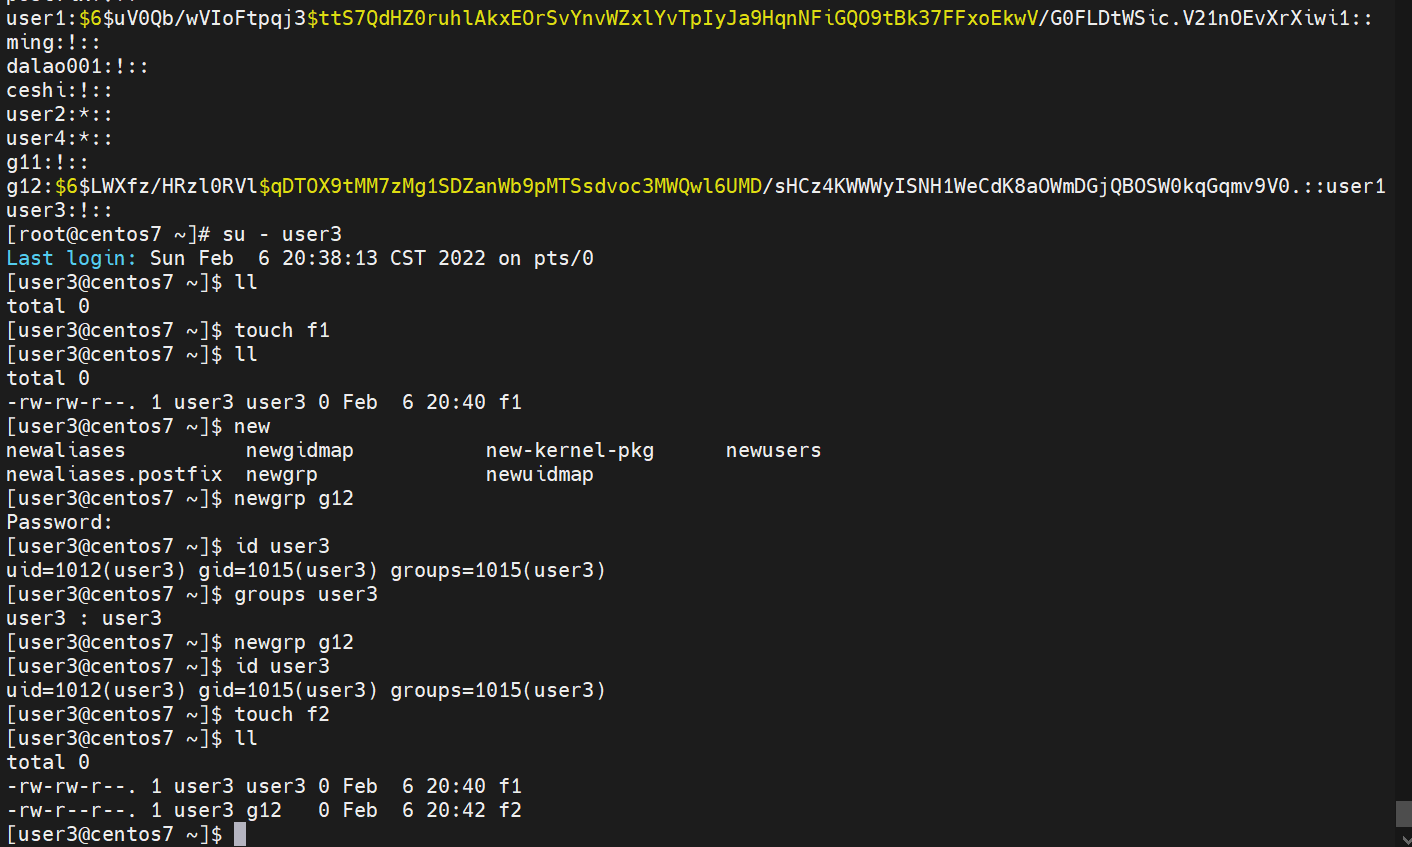 user1:$6$uV0Qb/wVIoFtpqj3$ttS7QdHZ0ruhlAkxEOrSvYnvWZxlYvTpIyJa9HqnNFiGQO9tBk37FFxoEkwV/G0FLDtWSic.V21nOEvXrXiwi1::
ming:!::
dalao001:!::
ceshi:!::
user2:*::
user4:*::
g11:!::
g12:$6$LWXfz/HRzl0RVl$qDTOX9tMM7zMg1SDZanWb9pMTSsdvoc3MWQwl6UMD/sHCz4KWWWyISNH1WeCdK8aOWmDGjQBOSW0kqGqmv9V0.::user1
user3:!::
[root@centos7 ~]# su - user3
Last login: Sun Feb  6 20:38:13 CST 2022 on pts/0
[user3@centos7 ~]$ ll
total 0
[user3@centos7 ~]$ touch f1
[user3@centos7 ~]$ ll
total 0
-rw-rw-r--. 1 user3 user3 0 Feb  6 20:40 f1
[user3@centos7 ~]$ new
newaliases          newgidmap           new-kernel-pkg      newusers
newaliases.postfix  newgrp              newuidmap
[user3@centos7 ~]$ newgrp g12
Password:
[user3@centos7 ~]$ id user3
uid=1012(user3) gid=1015(user3) groups=1015(user3)
[user3@centos7 ~]$ groups user3
user3 : user3
[user3@centos7 ~]$ newgrp g12
[user3@centos7 ~]$ id user3
uid=1012(user3) gid=1015(user3) groups=1015(user3)
[user3@centos7 ~]$ touch f2
[user3@centos7 ~]$ ll
total 0
-rw-rw-r--. 1 user3 user3 0 Feb  6 20:40 f1
-rw-r--r--. 1 user3 g12   0 Feb  6 20:42 f2
[user3@centos7 ~]$